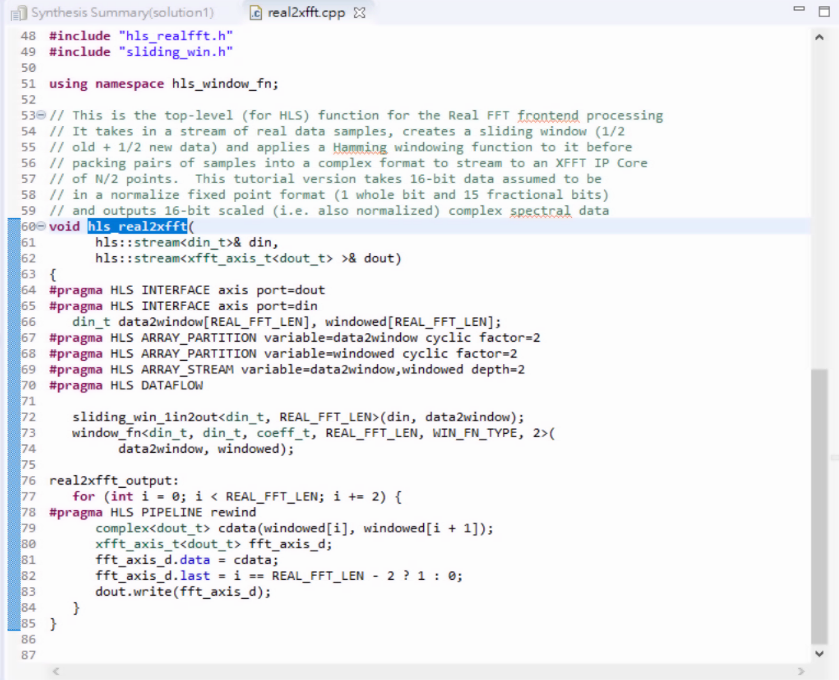 Synthesis Summary(solution1) real2xfft.cpp
48 #include "hls_realfft.h"
49 #include "sliding_win.h"
50
51 using namespace hls_window_fn;
52
53 // This is the top-level (for HLS) function for the Real FFT frontend processing
54 // It takes in a stream of real data samples, creates a sliding window (1/2
55 // old + 1/2 new data) and applies a Hamming windowing function to it before
56 // packing pairs of samples into a complex format to stream to an XFFT IP Core
57 // of N/2 points.  This tutorial version takes 16-bit data assumed to be
58 // in a normalize fixed point format (1 whole bit and 15 fractional bits)
59 // and outputs 16-bit scaled (i.e. also normalized) complex spectral data
60 void hls_real2xfft(
61       hls::stream<din_t>& din,
62       hls::stream<xfft_axis_t<dout_t> >& dout)
63 {
64 #pragma HLS INTERFACE axis port=dout
65 #pragma HLS INTERFACE axis port=din
66    din_t data2window[REAL_FFT_LEN], windowed[REAL_FFT_LEN];
67 #pragma HLS ARRAY_PARTITION variable=data2window cyclic factor=2
68 #pragma HLS ARRAY_PARTITION variable=windowed cyclic factor=2
69 #pragma HLS ARRAY_STREAM variable=data2window,windowed depth=2
70 #pragma HLS DATAFLOW
71
72    sliding_win_1in2out<din_t, REAL_FFT_LEN>(din, data2window);
73    window_fn<din_t, din_t, coeff_t, REAL_FFT_LEN, WIN_FN_TYPE, 2>(
74          data2window, windowed);
75
76 real2xfft_output:
77    for (int i = 0; i < REAL_FFT_LEN; i += 2) {
78 #pragma HLS PIPELINE rewind
79       complex<dout_t> cdata(windowed[i], windowed[i + 1]);
80       xfft_axis_t<dout_t> fft_axis_d;
81       fft_axis_d.data = cdata;
82       fft_axis_d.last = i == REAL_FFT_LEN - 2 ? 1 : 0;
83       dout.write(fft_axis_d);
84    }
85 }
86
87